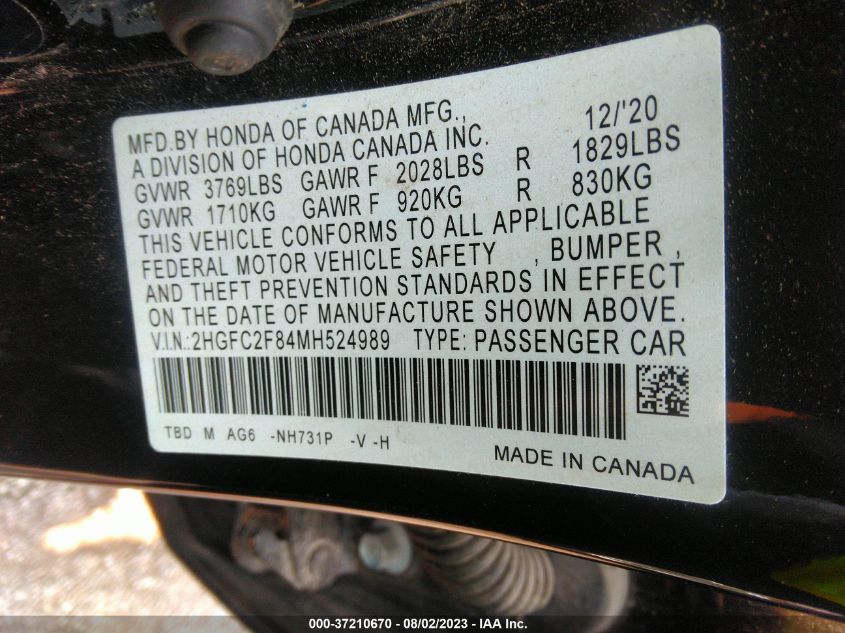 MFD.BY HONDA OF CANADA MFG., 12/'20
A DIVISION OF HONDA CANADA INC.
GVWR 3769LBS GAWR F 2028LBS R 1829LBS
GVWR 1710KG GAWR F 920KG R 830KG
THIS VEHICLE CONFORMS TO ALL APPLICABLE
FEDERAL MOTOR VEHICLE SAFETY , BUMPER ,
AND THEFT PREVENTION STANDARDS IN EFFECT
ON THE DATE OF MANUFACTURE SHOWN ABOVE.
V.I.N.:2HGFC2F84MH524989 TYPE: PASSENGER CAR
TBD M AG6 -NH731P -V -H
MADE IN CANADA
000-37210670 - 08/02/2023 - IAA Inc.